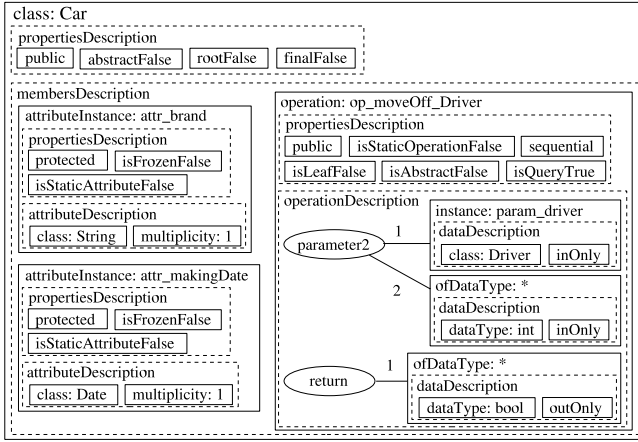 class: Car
propertiesDescription
public abstractFalse rootFalse finalFalse
membersDescription
attributeInstance: attr_brand
propertiesDescription
protected isFrozenFalse
isStaticAttributeFalse
attributeDescription
class: String multiplicity: 1
attributeInstance: attr_makingDate
propertiesDescription
protected isFrozenFalse
isStaticAttributeFalse
attributeDescription
class: Date multiplicity: 1
operation: op_moveOff_Driver
propertiesDescription
public isStaticOperationFalse sequential
isLeafFalse isAbstractFalse isQueryTrue
operationDescription
parameter2
1
instance: param_driver
dataDescription
class: Driver inOnly
2
ofDataType: *
dataDescription
dataType: int inOnly
return
1
ofDataType: *
dataDescription
dataType: bool outOnly